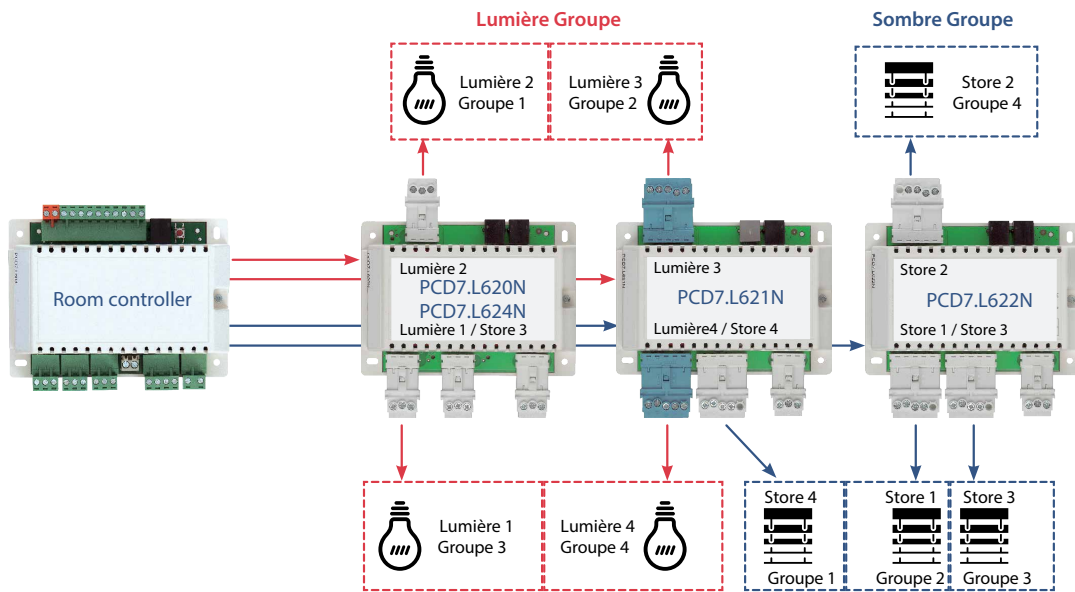 Lumière Groupe
Sombre Groupe
Lumière 2
Groupe 1
Lumière 3
Groupe 2
Store 2
Groupe 4
Room controller
Lumière 2
PCD7.L620N
PCD7.L624N
Lumière 1 / Store 3
Lumière 3
PCD7.L621N
Lumière4 / Store 4
Store 2
PCD7.L622N
Store 1 / Store 3
Lumière 1
Groupe 3
Lumière 4
Groupe 4
Store 4
Groupe 1
Store 1
Groupe 2
Store 3
Groupe 3